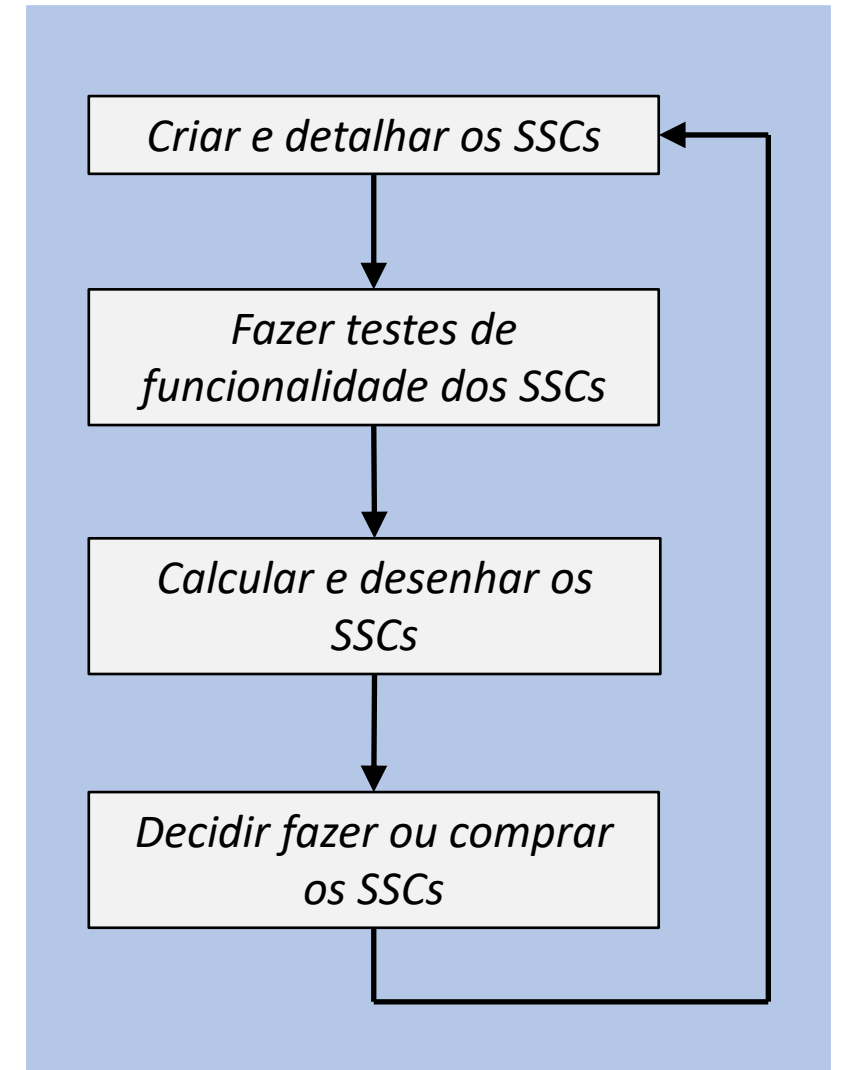 Criar e detalhar os SSCs
Fazer testes de
funcionalidade dos SSCs
Calcular e desenhar os
SSCs
Decidir fazer ou comprar
os SSCs